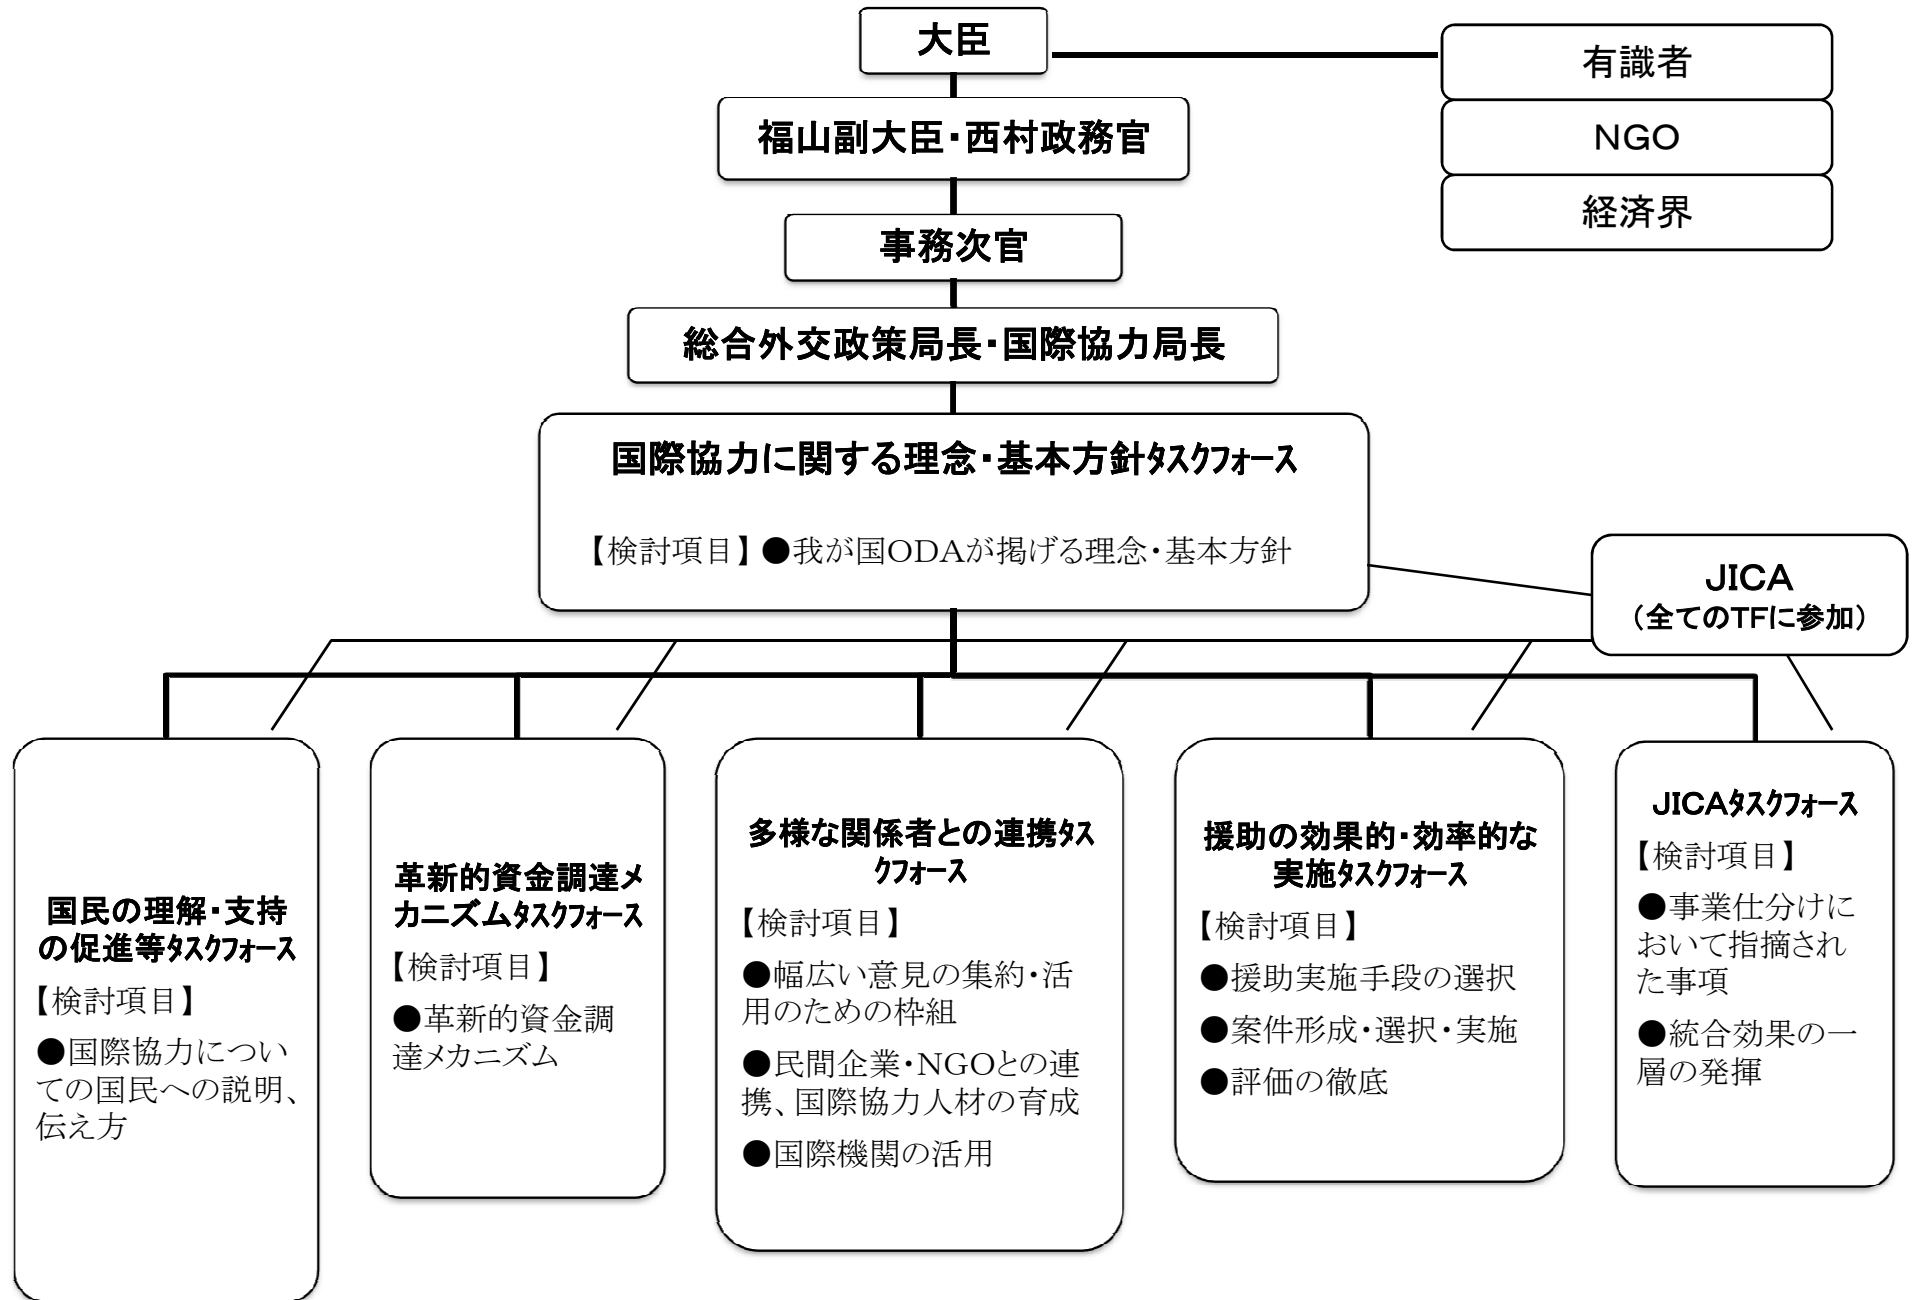 大臣
有識者
NGO
経済界
福山副大臣・西村政務官
事務次官
総合外交政策局長・国際協力局長
国際協力に関する理念・基本方針ﾀｽｸﾌｫｰｽ
【検討項目】●我が国ODAが掲げる理念・基本方針
JICA
（全てのTFに参加）
国民の理解・支持
の促進等ﾀｽｸﾌｫｰｽ
【検討項目】
●国際協力につい
ての国民への説明、
伝え方
革新的資金調達メ
カニズムﾀｽｸﾌｫｰｽ
【検討項目】
●革新的資金調
達メカニズム
多様な関係者との連携ﾀｽ
ｸﾌｫｰｽ
【検討項目】
●幅広い意見の集約・活
用のための枠組
●民間企業・NGOとの連
携、国際協力人材の育成
●国際機関の活用
援助の効果的・効率的な
実施ﾀｽｸﾌｫｰｽ
【検討項目】
●援助実施手段の選択
●案件形成・選択・実施
●評価の徹底
JICAﾀｽｸﾌｫｰｽ
【検討項目】
●事業仕分けに
おいて指摘され
た事項
●統合効果の一
層の発揮